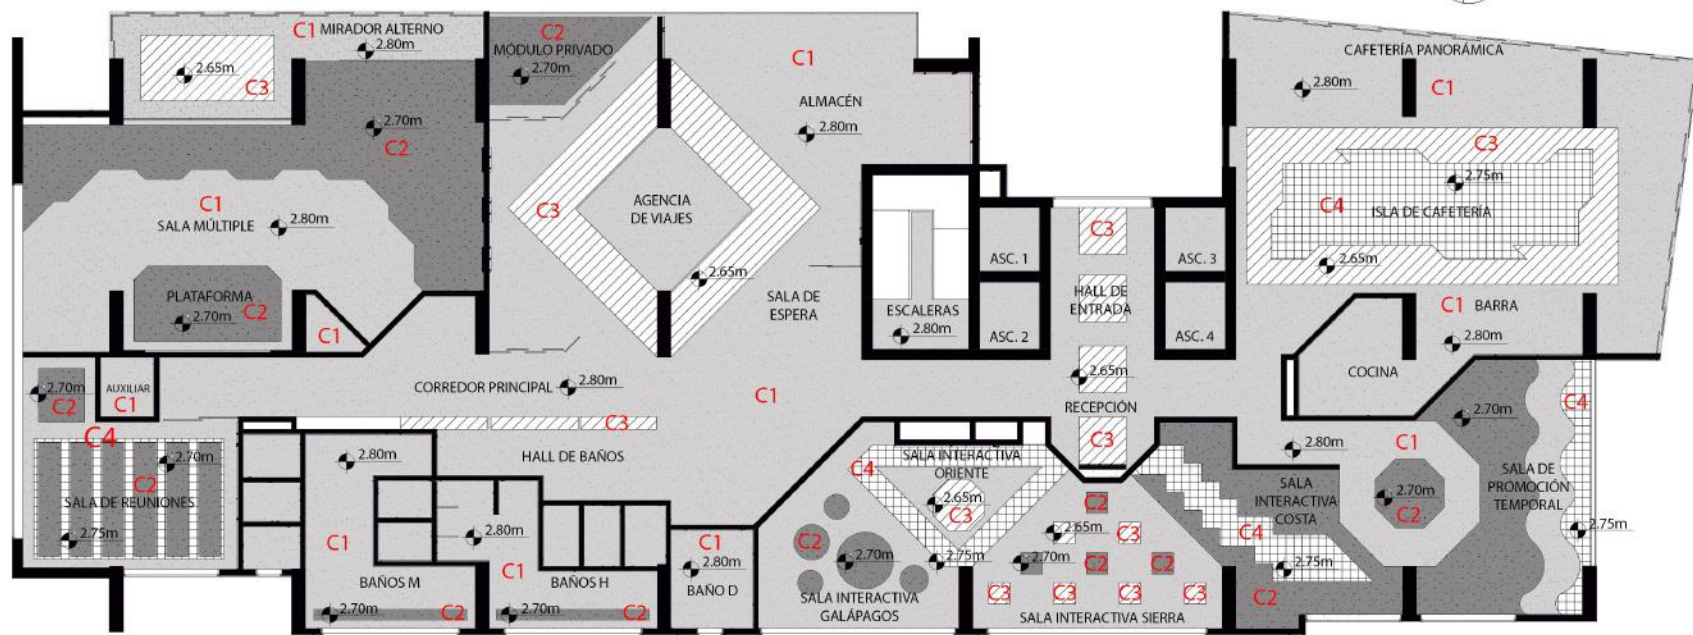 C1
MIRADOR ALTERNO
2.80m
2.65m
C3
C2
MÓDULO PRIVADO
2.70m
C1
ALMACÉN
2.80m
CAFETERÍA PANORÁMICA
2.80m
C1
2.70m
C2
C3
2.75m
C4
ISLA DE CAFETERÍA
2.65m
C1
SALA MÚLTIPLE
2.80m
C3
AGENCIA
DE VIAJES
2.65m
SALA DE
ESPERA
ESCALERAS
2.80m
ASC. 1
ASC. 2
C3
HALL DE
ENTRADA
ASC. 3
ASC. 4
C1
BARRA
2.80m
PLATAFORMA
C2
2.70m
C1
COCINA
2.70m
C2
AUXILIAR
C1
CORREDOR PRINCIPAL
2.80m
C1
2.65m
RECEPCIÓN
C3
C3
C4
C2
2.70m
SALA DE REUNIONES
2.75m
HALL DE BAÑOS
2.80m
C1
BAÑOS M
2.70m
C2
2.80m
C1
BAÑOS H
2.70m
C2
C1
2.80m
BAÑO D
C4
SALA INTERACTIVA
ORIENTE
2.65m
C3
C2
2.70m
2.75m
SALA INTERACTIVA
GALÁPAGOS
C2
2.65m
C3
2.70m
C2
C2
C3
C3
C3
C3
SALA INTERACTIVA SIERRA
SALA
INTERACTIVA
COSTA
C4
2.75m
C2
2.80m
C1
2.70m
C2
2.70m
C4
SALA DE
PROMOCIÓN
TEMPORAL
2.75m